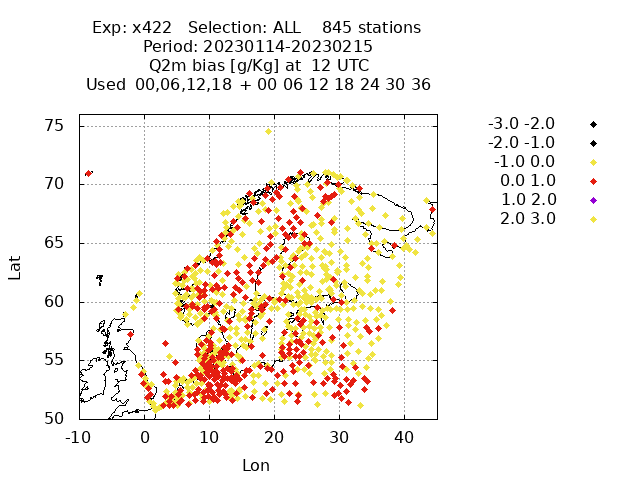 Exp: x422 Selection: ALL 845 stations
Period: 20230114-20230215
Q2m bias [g/Kg] at 12 UTC
Used 00,06,12,18 + 00 06 12 18 24 30 36
-3.0 -2.0
-2.0 -1.0
-1.0 0.0
0.0 1.0
1.0 2.0
2.0 3.0
75
70
65
60
55
50
Lat
-10 0 10 20 30 40
Lon